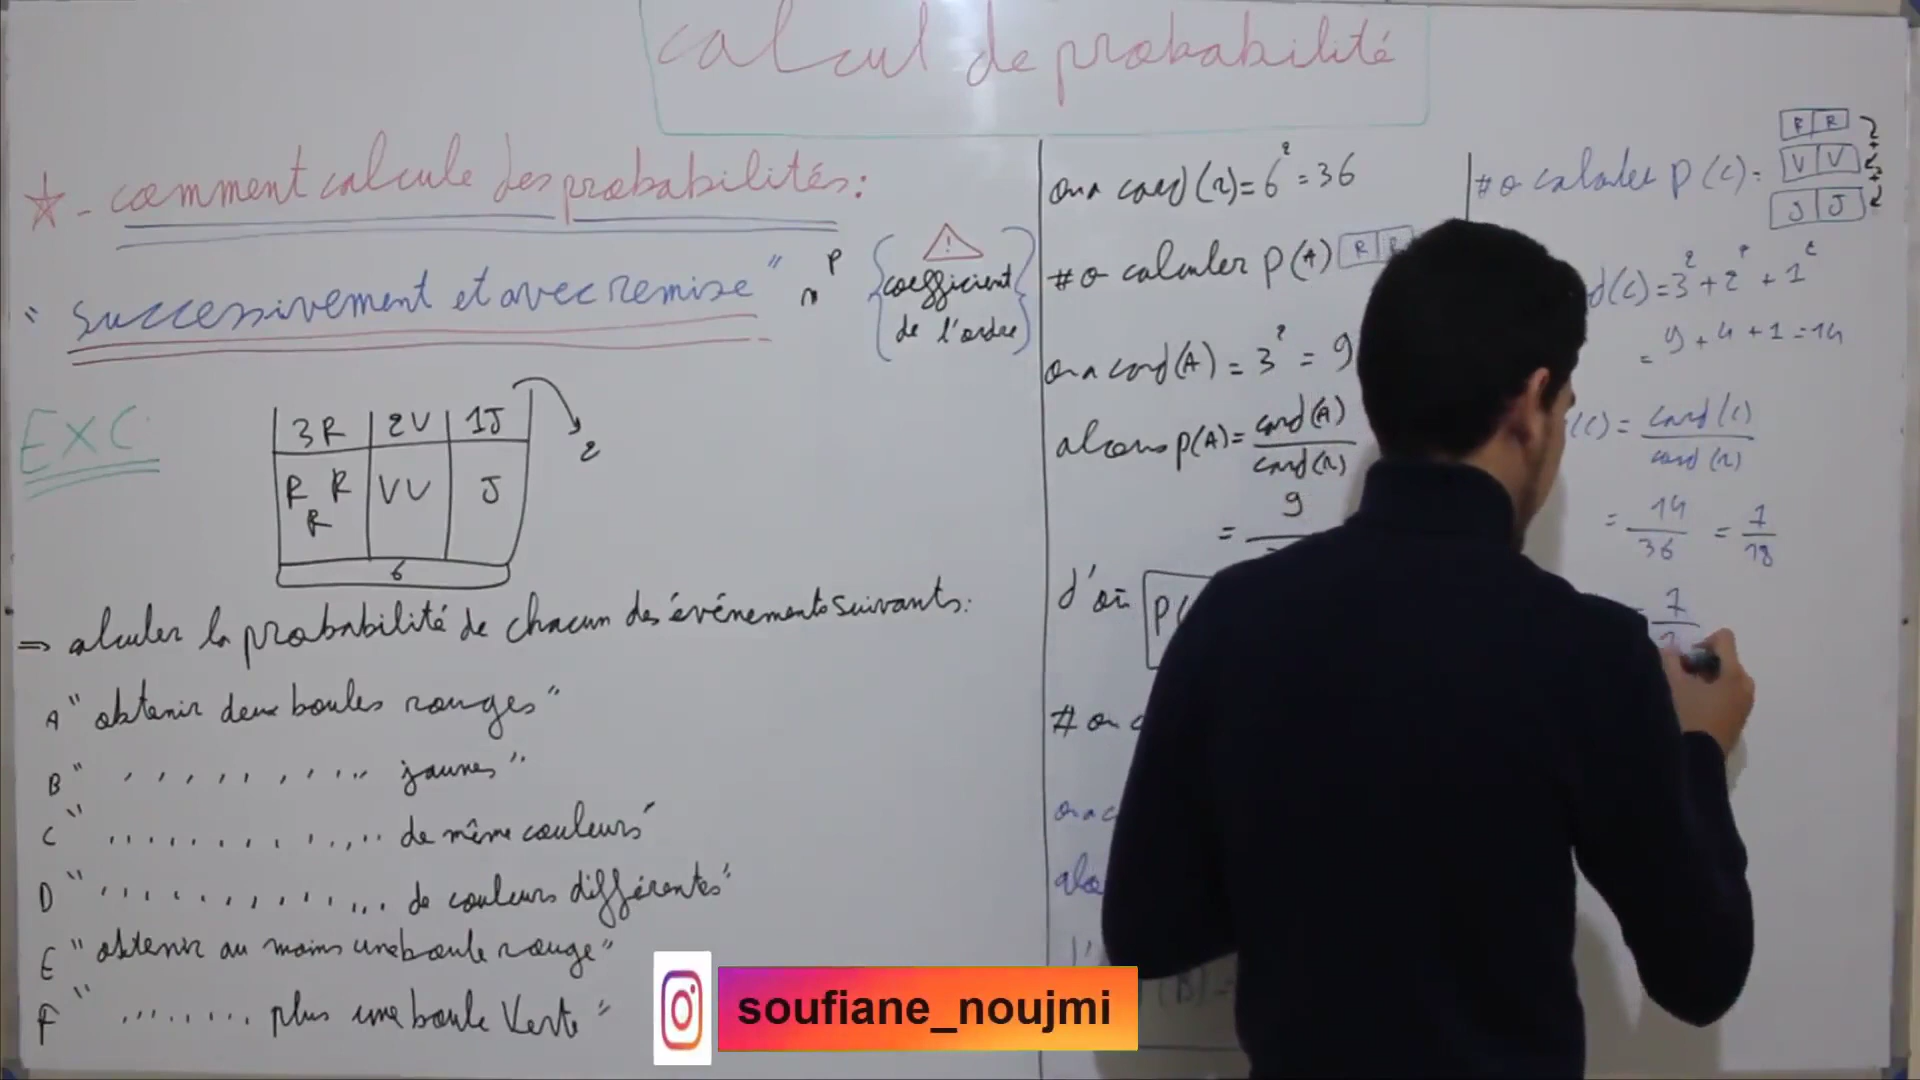 calcul de probabilité
★ - comment calcule des probabilités:
"successivement et avec remise" n^p
⚠
coefficient
de l'ordre
EXC
3R 2V 1J
2
R R VV J
R
6
⇒ alculer la probabilité de chacun des événements suivants:
A "obtenir deux boules rouges"
B " , , , , , , , .. jaunes"
C " ............... de même couleurs"
D " ............... de couleurs différentes"
E "obtenir au moins une boule rouge"
F " ........ plus une boule Verte"
on a card(Ω) = 6² = 36
# o calculer p(A) R R
on a card(A) = 3² = 9
alors p(A) = card(A)/card(Ω)
= 9
d'où p(
# on c
on a c
alo
(B) =
# o calculer p(C): R R
V V
J J
d(C) = 3² + 2² + 1²
= 9 + 4 + 1 = 14
(C) = card(C)/card(Ω)
= 14/36 = 7/18
7
soufiane_noujmi